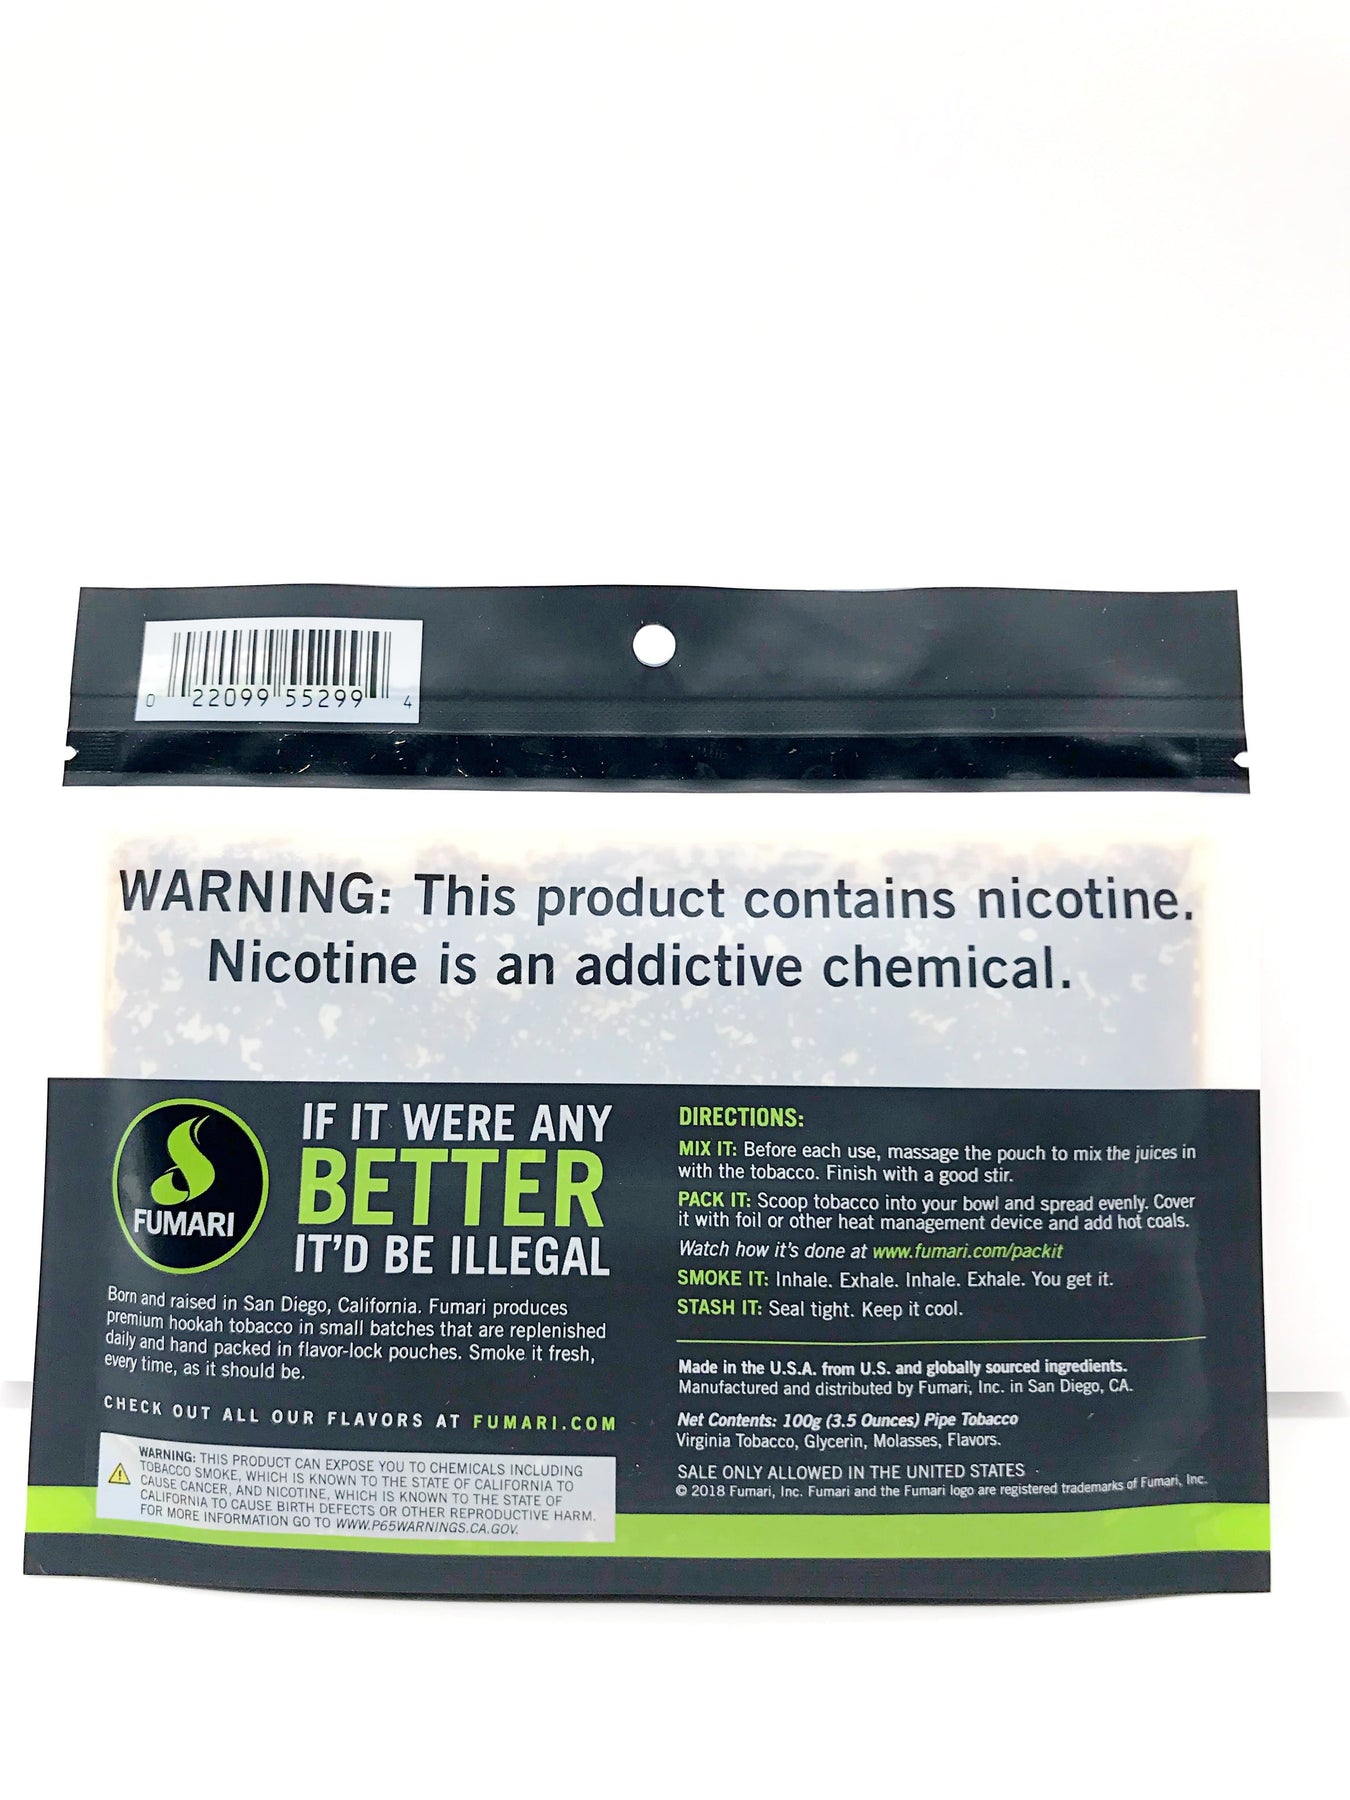 0 22099 55299 4
WARNING: This product contains nicotine.
Nicotine is an addictive chemical.
FUMARI
IF IT WERE ANY
BETTER
IT'D BE ILLEGAL
Born and raised in San Diego, California. Fumari produces
premium hookah tobacco in small batches that are replenished
daily and hand packed in flavor-lock pouches. Smoke it fresh,
every time, as it should be.
CHECK OUT ALL OUR FLAVORS AT FUMARI.COM
WARNING: THIS PRODUCT CAN EXPOSE YOU TO CHEMICALS INCLUDING
TOBACCO SMOKE, WHICH IS KNOWN TO THE STATE OF CALIFORNIA TO
CAUSE CANCER, AND NICOTINE, WHICH IS KNOWN TO THE STATE OF
CALIFORNIA TO CAUSE BIRTH DEFECTS OR OTHER REPRODUCTIVE HARM.
FOR MORE INFORMATION GO TO WWW.P65WARNINGS.CA.GOV.
DIRECTIONS:
MIX IT: Before each use, massage the pouch to mix the juices in
with the tobacco. Finish with a good stir.
PACK IT: Scoop tobacco into your bowl and spread evenly. Cover
it with foil or other heat management device and add hot coals.
Watch how it's done at www.fumari.com/packit
SMOKE IT: Inhale. Exhale. Inhale. Exhale. You get it.
STASH IT: Seal tight. Keep it cool.
Made in the U.S.A. from U.S. and globally sourced ingredients.
Manufactured and distributed by Fumari, Inc. in San Diego, CA.
Net Contents: 100g (3.5 Ounces) Pipe Tobacco
Virginia Tobacco, Glycerin, Molasses, Flavors.
SALE ONLY ALLOWED IN THE UNITED STATES
© 2018 Fumari, Inc. Fumari and the Fumari logo are registered trademarks of Fumari, Inc.